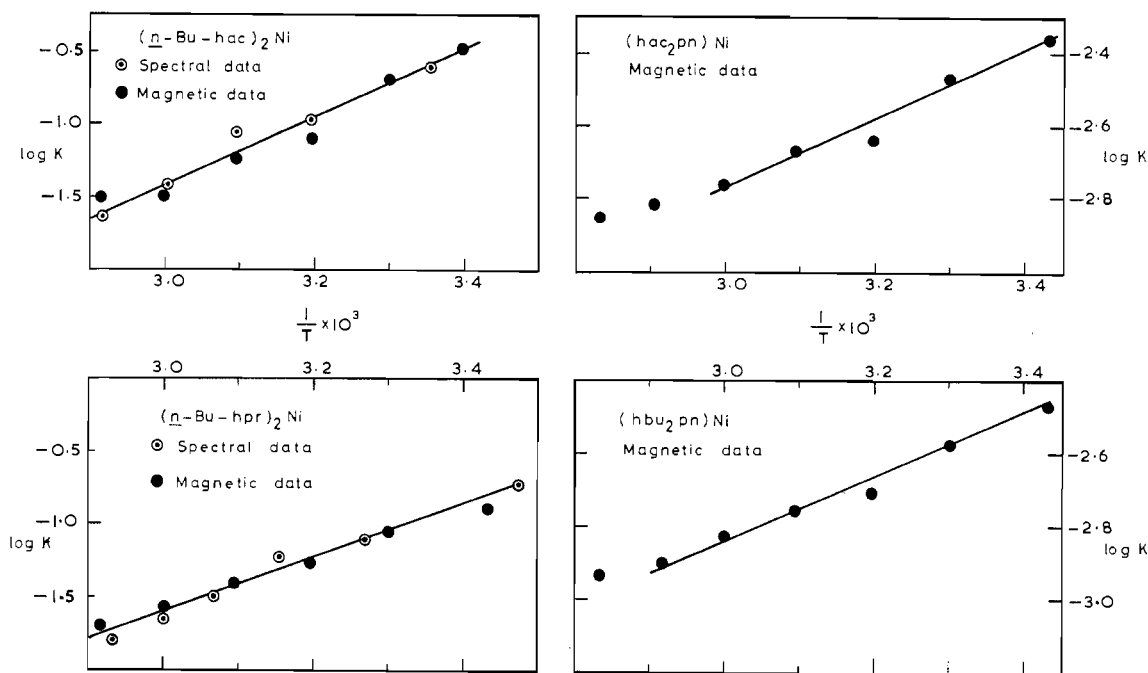 (n-Bu-hac)₂Ni
Spectral data
Magnetic data
-0.5
-1.0
log K
-1.5
3.0
3.2
3.4
1/T ×10³
(hac₂pn)Ni
Magnetic data
-2.4
-2.6
log K
-2.8
3.0
3.2
3.4
1/T ×10³
3.0
3.2
3.4
(n-Bu-hpr)₂Ni
Spectral data
Magnetic data
-0.5
-1.0
log K
-1.5
3.0
3.2
3.4
(hbu₂pn)Ni
Magnetic data
-2.6
-2.8
log K
-3.0